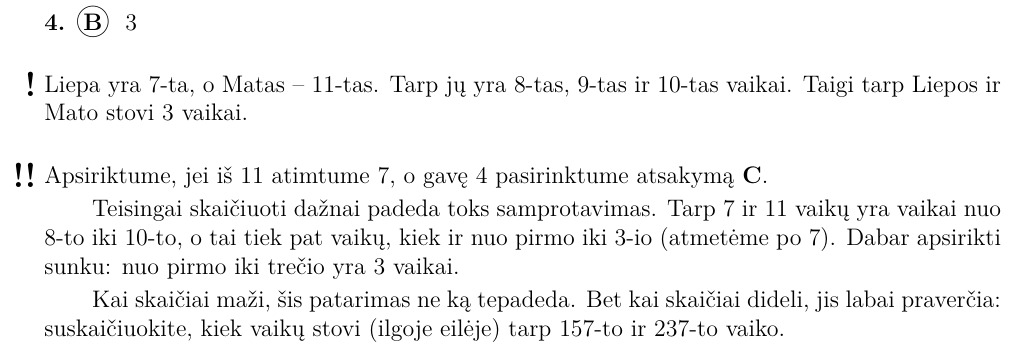 4. B 3
! Liepa yra 7-ta, o Matas – 11-tas. Tarp jų yra 8-tas, 9-tas ir 10-tas vaikai. Taigi tarp Liepos ir
Mato stovi 3 vaikai.
!! Apsiriktume, jei iš 11 atimtume 7, o gavę 4 pasirinktume atsakymą C.
Teisingai skaičiuoti dažnai padeda toks samprotavimas. Tarp 7 ir 11 vaikų yra vaikai nuo
8-to iki 10-to, o tai tiek pat vaikų, kiek ir nuo pirmo iki 3-io (atmetėme po 7). Dabar apsirikti
sunku: nuo pirmo iki trečio yra 3 vaikai.
Kai skaičiai maži, šis patarimas ne ką tepadeda. Bet kai skaičiai dideli, jis labai praverčia:
suskaičiuokite, kiek vaikų stovi (ilgoje eilėje) tarp 157-to ir 237-to vaiko.